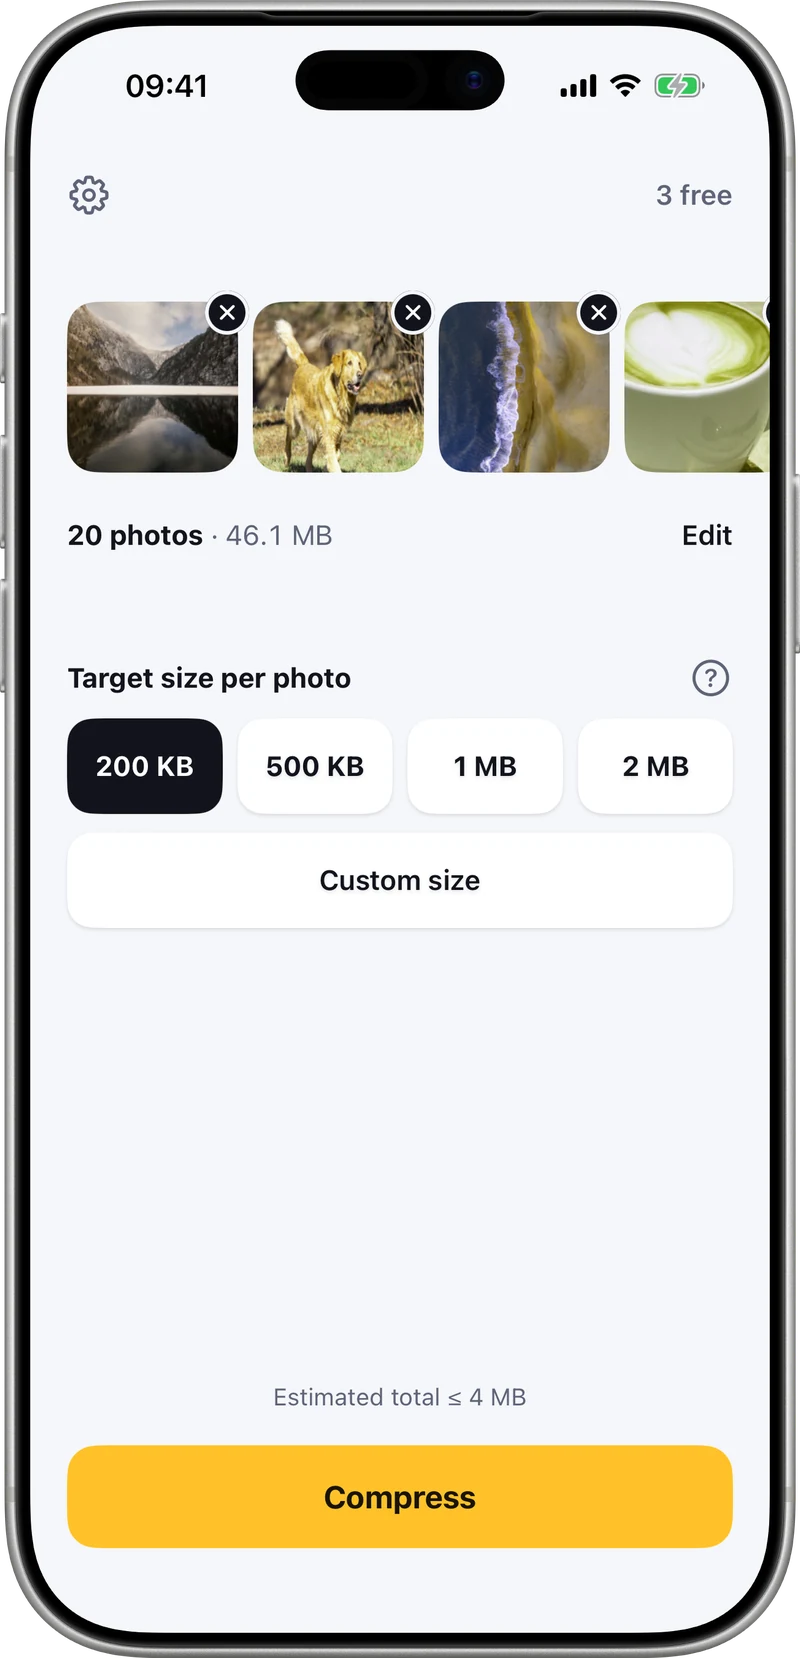 09:41
3 free
20 photos · 46.1 MB
Edit
Target size per photo
?
200 KB
500 KB
1 MB
2 MB
Custom size
Estimated total ≤ 4 MB
Compress